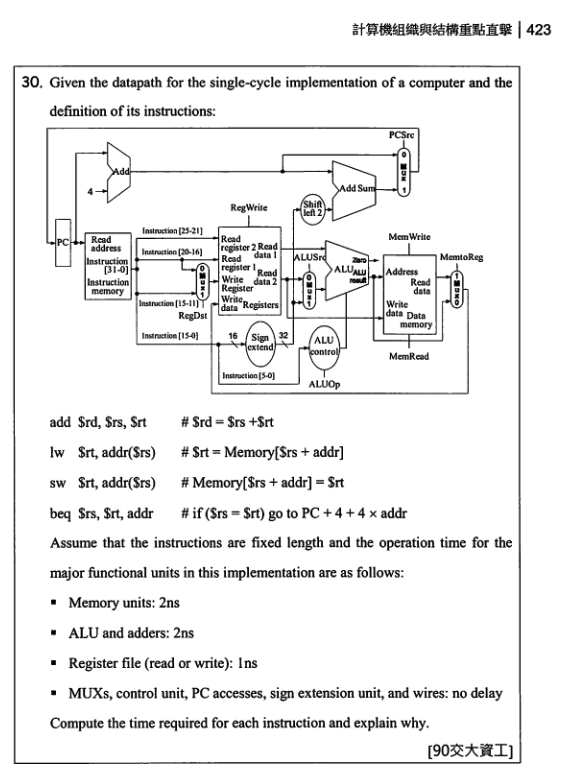 計算機組織與結構重點直擊 | 423
30. Given the datapath for the single-cycle implementation of a computer and the
definition of its instructions:
PCSrc
Add
4
Add Sum
0
M
u
x
1
Shift
left 2
RegWrite
PC
Read
address
Instruction
[31-0]
Instruction
memory
Instruction [25-21]
Instruction [20-16]
Instruction [15-11]
Instruction [15-0]
0
M
u
x
1
RegDst
Read
register 2
Read
register 1
Write
Register
Write
data
Read
data 1
Read
data 2
Registers
ALUSrc
0
M
u
x
1
Zero
ALU
ALU
result
MemWrite
Address
Read
data
Write
data
Data
memory
MemRead
MemtoReg
1
M
u
x
0
16
Sign
extend
32
ALU
control
Instruction [5-0]
ALUOp
add $rd, $rs, $rt # $rd = $rs +$rt
lw $rt, addr($rs) # $rt = Memory[$rs + addr]
sw $rt, addr($rs) # Memory[$rs + addr] = $rt
beq $rs, $rt, addr # if ($rs = $rt) go to PC + 4 + 4 × addr
Assume that the instructions are fixed length and the operation time for the
major functional units in this implementation are as follows:
▪ Memory units: 2ns
▪ ALU and adders: 2ns
▪ Register file (read or write): 1ns
▪ MUXs, control unit, PC accesses, sign extension unit, and wires: no delay
Compute the time required for each instruction and explain why.
[90交大資工]